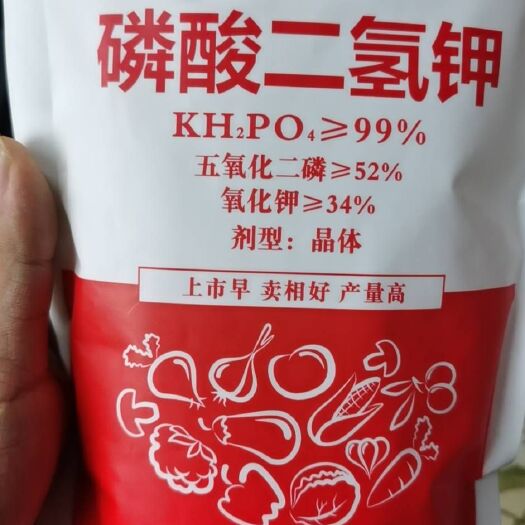 磷酸二氢钾
KH₂PO₄≥99%
五氧化二磷≥52%
氧化钾≥34%
剂型：晶体
上市早 卖相好 产量高